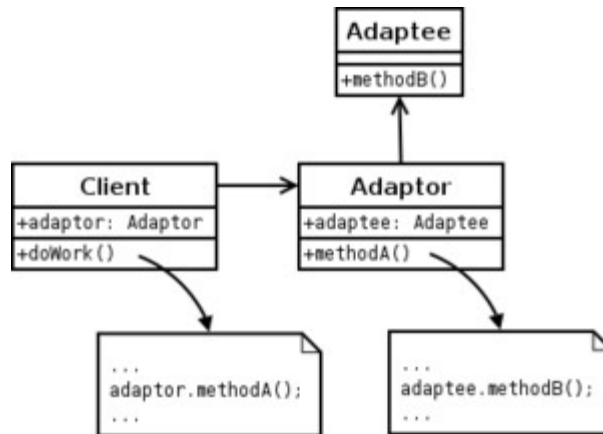 Adaptee
+methodB()
Client
+adaptor: Adaptor
+doWork()
Adaptor
+adaptee: Adaptee
+methodA()
...
adaptor.methodA();
...
...
adaptee.methodB();
...